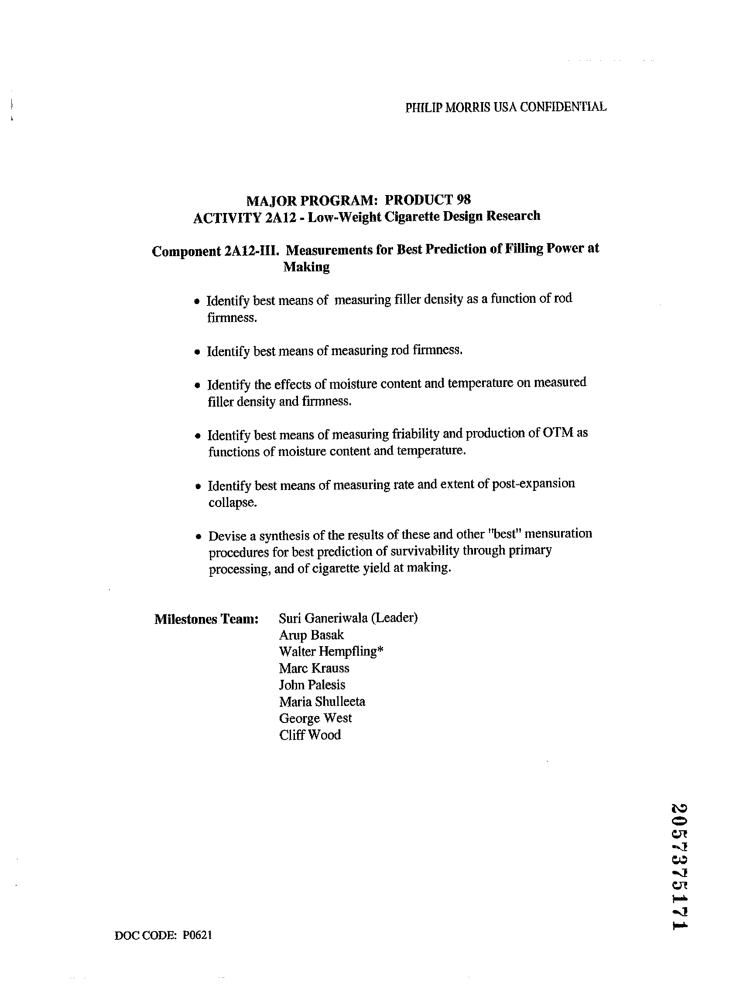 PHILIP MORRIS USA CONFIDENTIAL
MAJOR PROGRAM: PRODUCT 98
ACTIVITY 2A12 - Low-Weight Cigarette Design Research
Component 2A12-III. Measurements for Best Prediction of Filling Power at
Making
• Identify best means of measuring filler density as a function of rod
firmness.
• Identify best means of measuring rod firmness.
• Identify the effects of moisture content and temperature on measured
filler density and firmness.
• Identify best means of measuring friability and production of OTM as
functions of moisture content and temperature.
• Identify best means of measuring rate and extent of post-expansion
collapse.
• Devise a synthesis of the results of these and other "best" mensuration
procedures for best prediction of survivability through primary
processing, and of cigarette yield at making.
Milestones Team: Suri Ganeriwala (Leader)
Arup Basak
Walter Hempfling*
Marc Krauss
John Palesis
Maria Shulleeta
George West
Cliff Wood
2057375171
DOC CODE: P0621